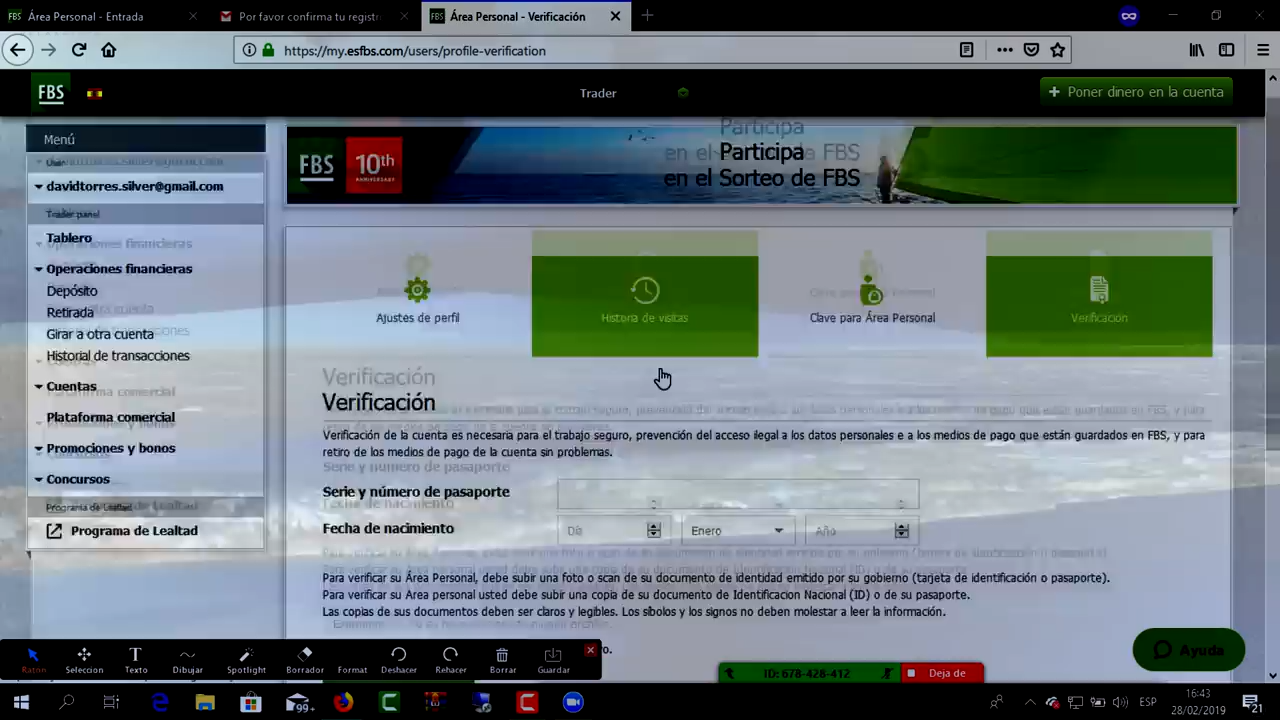 Área Personal - Entrada
Por favor confirma tu registr
Área Personal - Verificación
https://my.esfbs.com/users/profile-verification
FBS
Trader
+ Poner dinero en la cuenta
Menú
davidtorres.silver@gmail.com
Trader panel
Tablero
Operaciones financieras
Depósito
Retirada
Girar a otra cuenta
Historial de transacciones
Cuentas
Plataforma comercial
Promociones y bonos
Concursos
Programa de Lealtad
Programa de Lealtad
FBS
10th
ANNIVERSARY
Participa
en el Sorteo de FBS
Ajustes de perfil
Historia de visitas
Clave para Área Personal
Verificación
Verificación
Verificación de la cuenta es necesaria para el trabajo seguro, prevención del acceso ilegal a los datos personales e a los medios de pago que están guardados en FBS, y para
retiro de los medios de pago de la cuenta sin problemas.
Serie y número de pasaporte
Fecha de nacimiento
Día
Enero
Año
Para verificar su Área Personal, debe subir una foto o scan de su documento de identidad emitido por su gobierno (tarjeta de identificación o pasaporte).
Para verificar su Área personal usted debe subir una copia de su documento de Identificacion Nacional (ID) o de su pasaporte.
Las copias de sus documentos deben ser claros y legibles. Los síbolos y los signos no deben molestar a leer la información.
Ayuda
Raton
Seleccion
Texto
Dibujar
Spotlight
Borrador
Format
Deshacer
Rehacer
Borrar
Guardar
ID: 678-428-412
Deja de
99+
ESP
16:43
28/02/2019
21